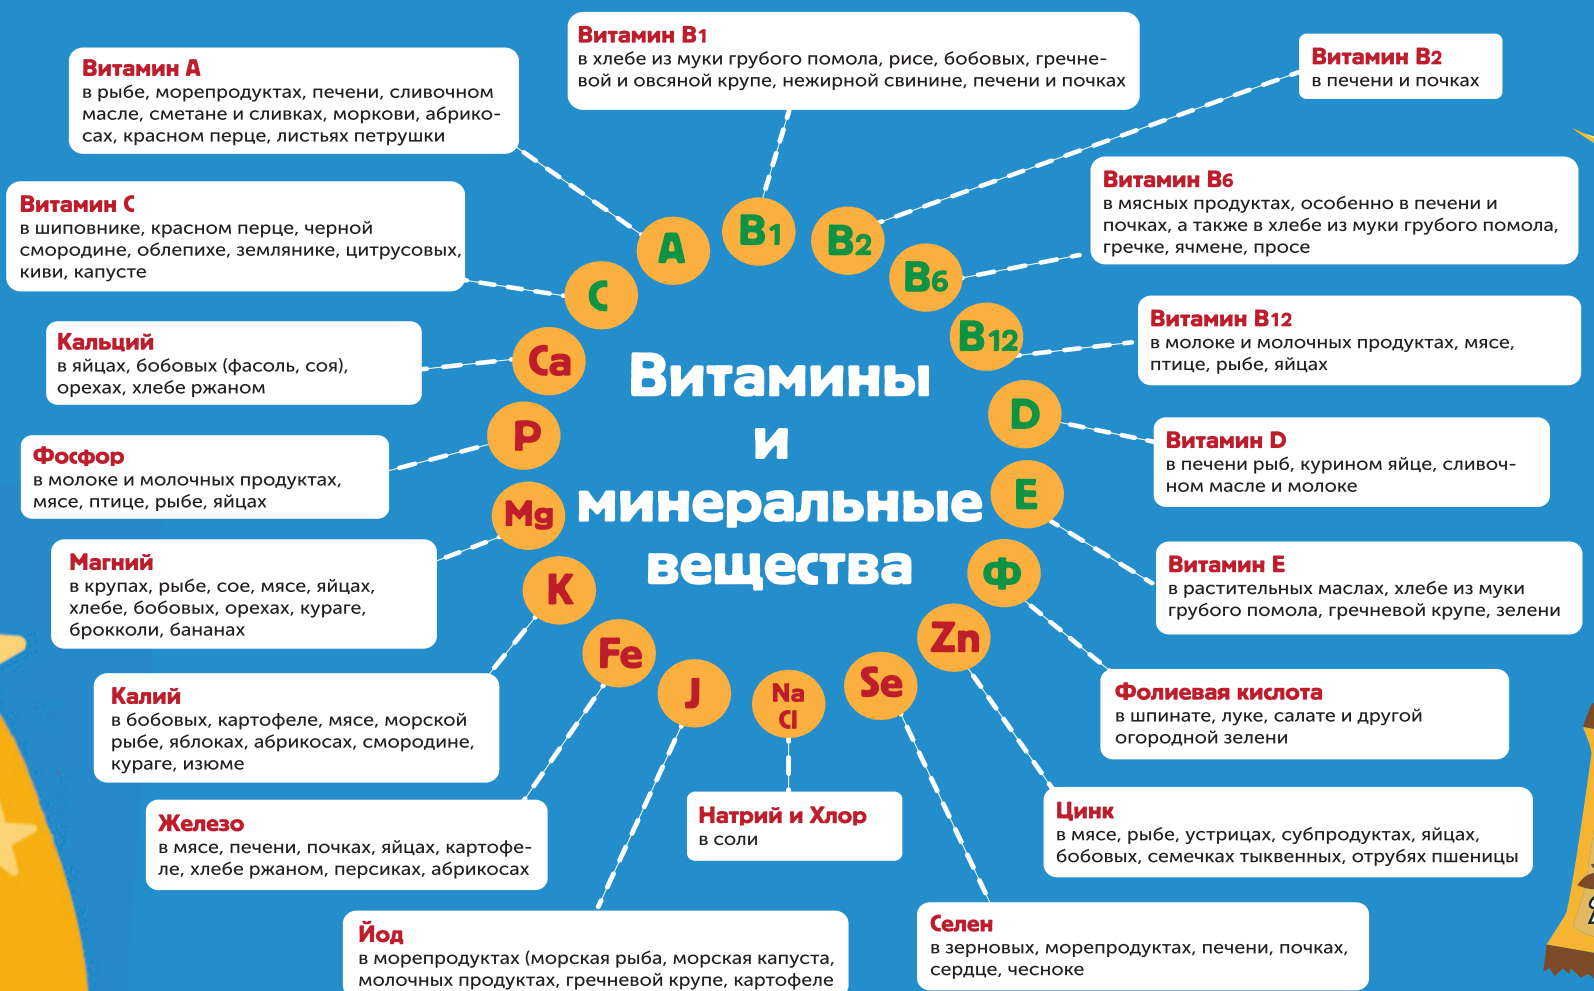 Витамин B1
в хлебе из муки грубого помола, рисе, бобовых, гречне-
вой и овсяной крупе, нежирной свинине, печени и почках
Витамин B2
в печени и почках
Витамин A
в рыбе, морепродуктах, печени, сливочном
масле, сметане и сливках, моркови, абрико-
сах, красном перце, листьях петрушки
Витамин B6
в мясных продуктах, особенно в печени и
почках, а также в хлебе из муки грубого помола,
гречке, ячмене, просе
Витамин C
в шиповнике, красном перце, черной
смородине, облепихе, землянике, цитрусовых,
киви, капусте
Витамин B12
в молоке и молочных продуктах, мясе,
птице, рыбе, яйцах
Кальций
в яйцах, бобовых (фасоль, соя),
орехах, хлебе ржаном
Витамин D
в печени рыб, курином яйце, сливоч-
ном масле и молоке
Фосфор
в молоке и молочных продуктах,
мясе, птице, рыбе, яйцах
Витамин E
в растительных маслах, хлебе из муки
грубого помола, гречневой крупе, зелени
Магний
в крупах, рыбе, сое, мясе, яйцах,
хлебе, бобовых, орехах, кураге,
брокколи, бананах
Фолиевая кислота
в шпинате, луке, салате и другой
огородной зелени
Калий
в бобовых, картофеле, мясе, морской
рыбе, яблоках, абрикосах, смородине,
кураге, изюме
Цинк
в мясе, рыбе, устрицах, субпродуктах, яйцах,
бобовых, семечках тыквенных, отрубях пшеницы
Железо
в мясе, печени, почках, яйцах, картофе-
ле, хлебе ржаном, персиках, абрикосах
Натрий и Хлор
в соли
Селен
в зерновых, морепродуктах, печени, почках,
сердце, чесноке
Йод
в морепродуктах (морская рыба, морская капуста,
молочных продуктах, гречневой крупе, картофеле
A
B1
B2
B6
B12
D
E
Ф
Zn
Se
Na
Cl
J
Fe
K
Mg
P
Ca
C
Витамины
и
минеральные
вещества